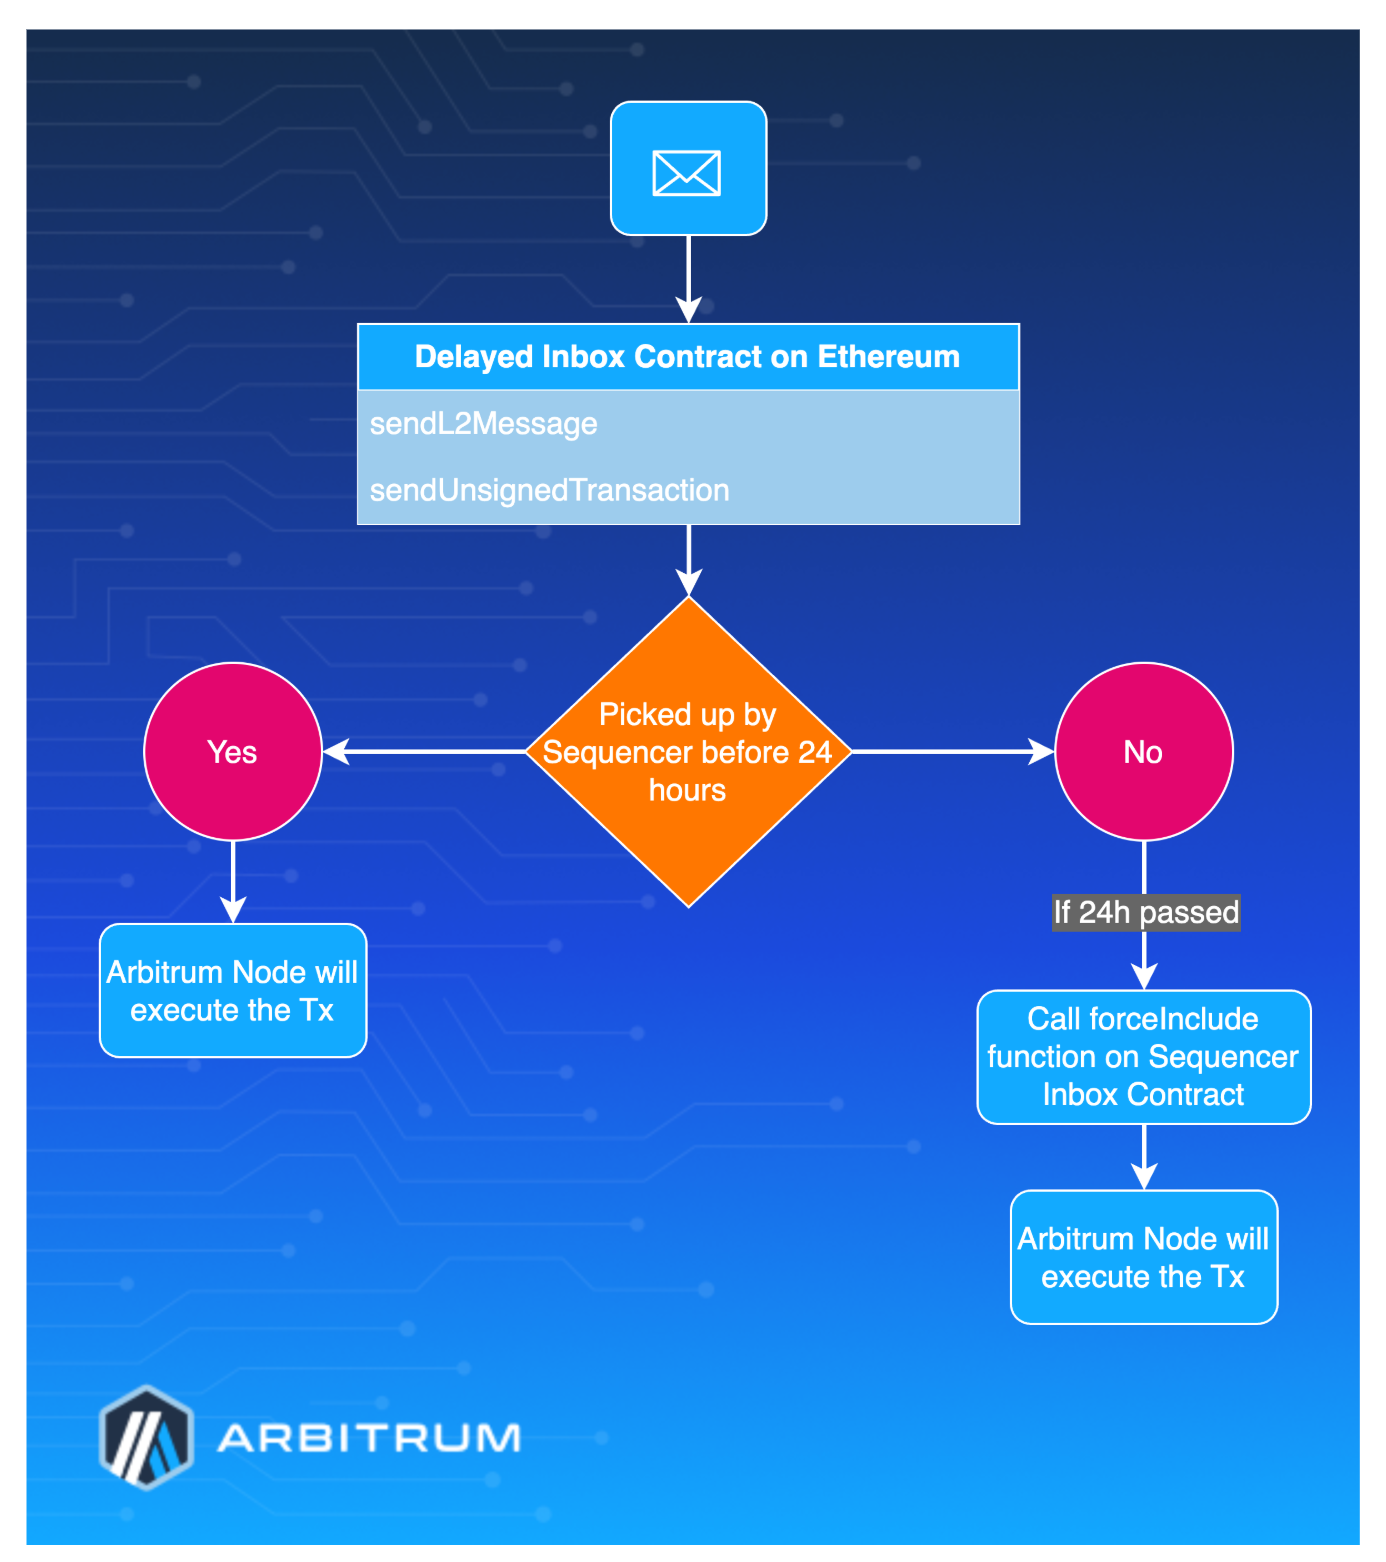 Delayed Inbox Contract on Ethereum
sendL2Message
sendUnsignedTransaction
Picked up by
Sequencer before 24
hours
Yes
No
If 24h passed
Arbitrum Node will
execute the Tx
Call forceInclude
function on Sequencer
Inbox Contract
Arbitrum Node will
execute the Tx
ARBITRUM